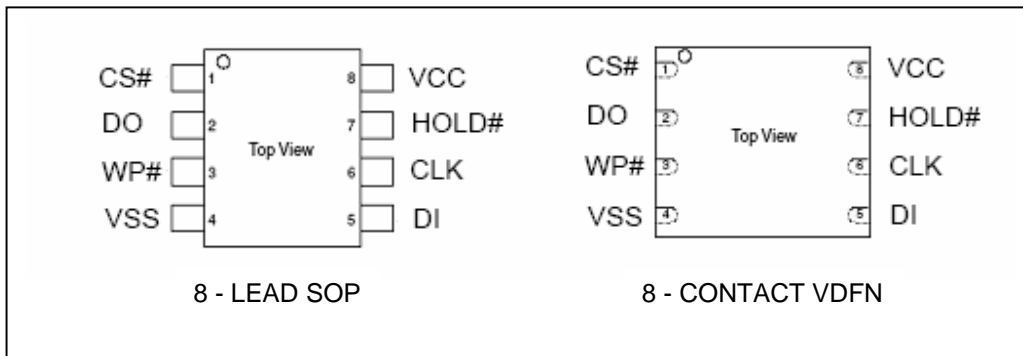 CS# 1 8 VCC
DO 2 7 HOLD#
Top View
WP# 3 6 CLK
VSS 4 5 DI
8 - LEAD SOP
CS# 1 8 VCC
DO 2 7 HOLD#
Top View
WP# 3 6 CLK
VSS 4 5 DI
8 - CONTACT VDFN